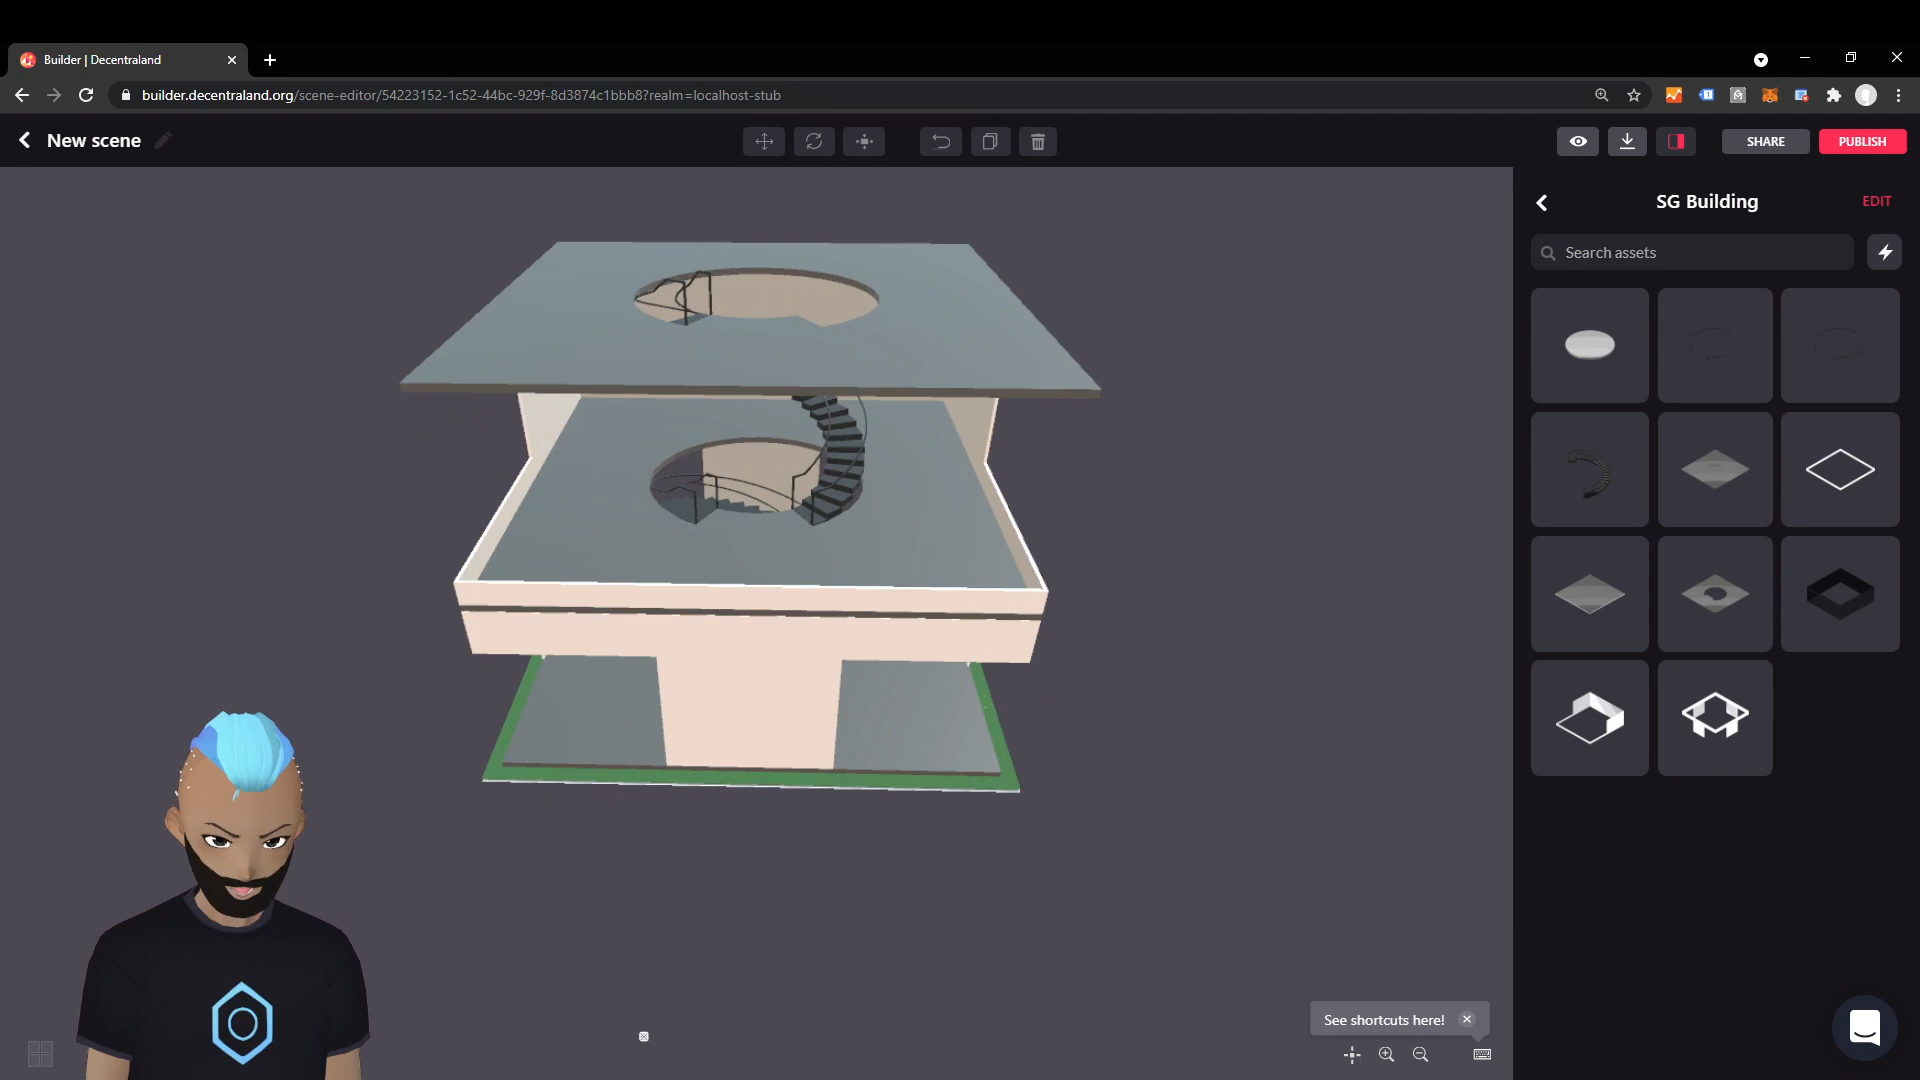 Builder | Decentraland
builder.decentraland.org/scene-editor/54223152-1c52-44bc-929f-8d3874c1bbb8?realm=localhost-stub
New scene
SHARE
PUBLISH
SG Building
EDIT
Search assets
See shortcuts here!